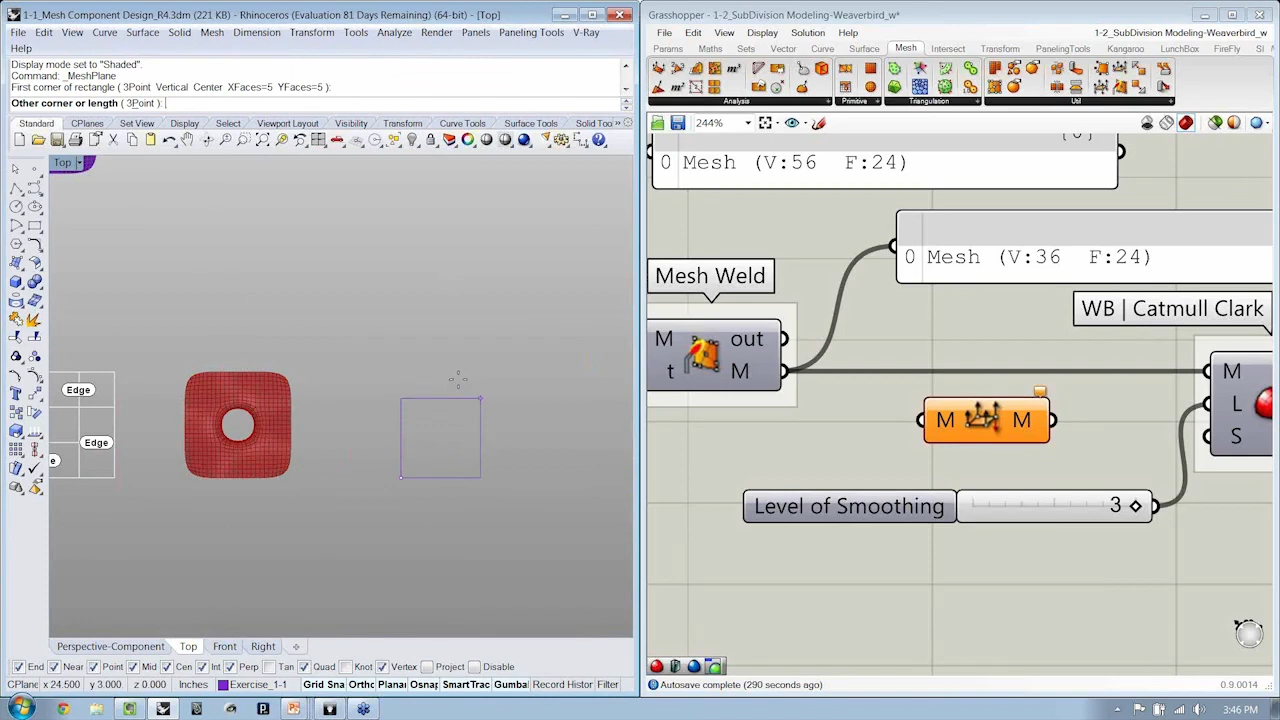 1-1_Mesh Component Design_R4.3dm (221 KB) - Rhinoceros (Evaluation 81 Days Remaining) (64-bit) - [Top]
File Edit View Curve Surface Solid Mesh Dimension Transform Tools Analyze Render Panels Paneling Tools V-Ray
Help
Display mode set to "Shaded".
Command: _MeshPlane
First corner of rectangle ( 3Point Vertical Center XFaces=5 YFaces=5 ):
Other corner or length ( 3Point ):
Standard CPlanes Set View Display Select Viewport Layout Visibility Transform Curve Tools Surface Tools Solid Too »
Top
Edge
Edge
Perspective-Component Top Front Right
End Near Point Mid Cen Int Perp Tan Quad Knot Vertex Project Disable
CPlane x 24.500 y 3.000 z 0.000 Inches Exercise_1-1 Grid Sna Ortho Planar Osnap SmartTrac Gumba Record Histor Filter
Grasshopper - 1-2_SubDivision Modeling-Weaverbird_w*
File Edit View Display Solution Help 1-2_SubDivision Modeling-Weaverbird_w
Params Maths Sets Vector Curve Surface Mesh Intersect Transform PanelingTools Kangaroo LunchBox FireFly
Analysis Primitive Triangulation Util
244%
{0}
0 Mesh (V:56 F:24)
0 Mesh (V:36 F:24)
Mesh Weld
WB | Catmull Clark
M out
t M
M
L
S
M M
Level of Smoothing 3
Autosave complete (290 seconds ago) 0.9.0014
3:46 PM